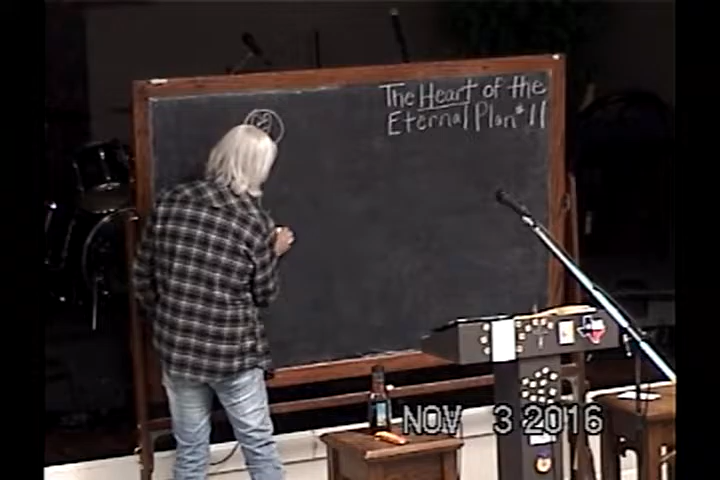 The Heart of the
Eternal Plan #11
NOV 3 2016